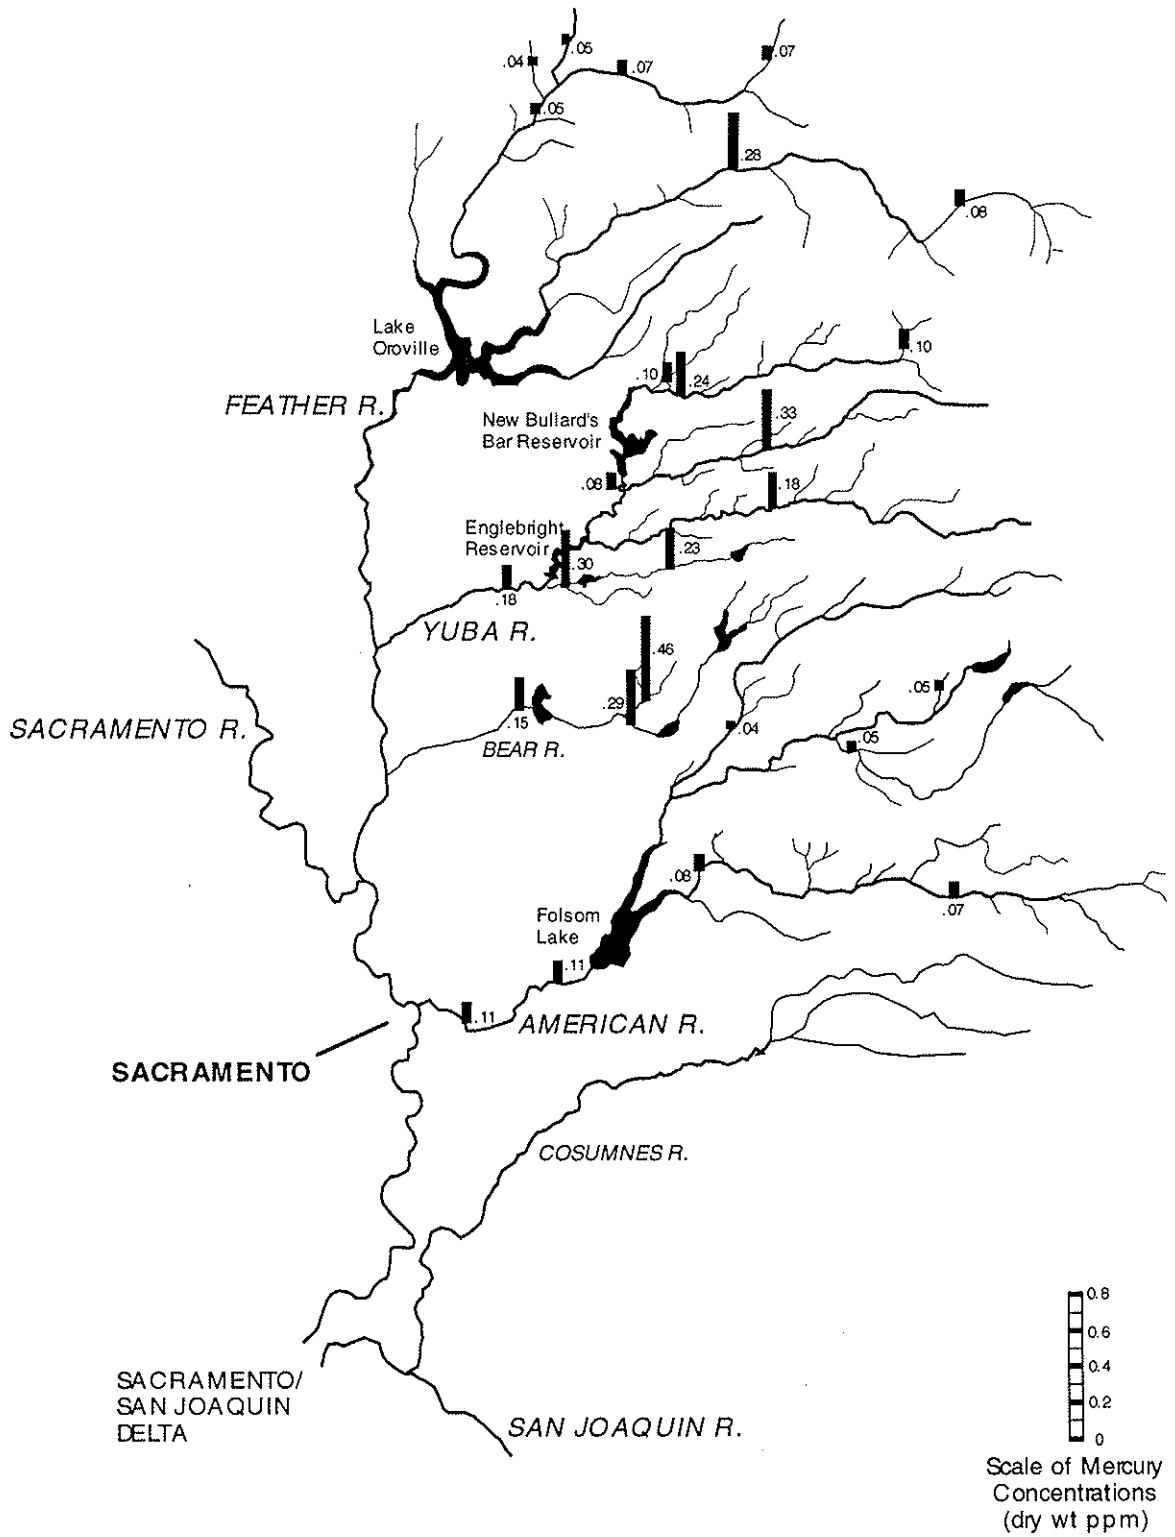 .05
.04
.07
.07
.05
.28
.08
Lake
Oroville
.10
.10
.24
FEATHER R.
New Bullard's
Bar Reservoir
.33
.08
.18
Englebright
Reservoir
.23
.30
.18
YUBA R.
.46
.29
.05
SACRAMENTO R.
.15
BEAR R.
.04
.05
.08
.07
Folsom
Lake
.11
.11
AMERICAN R.
SACRAMENTO
COSUMNES R.
SACRAMENTO/
SAN JOAQUIN
DELTA
SAN JOAQUIN R.
0.8
0.6
0.4
0.2
0
Scale of Mercury
Concentrations
(dry wt ppm)